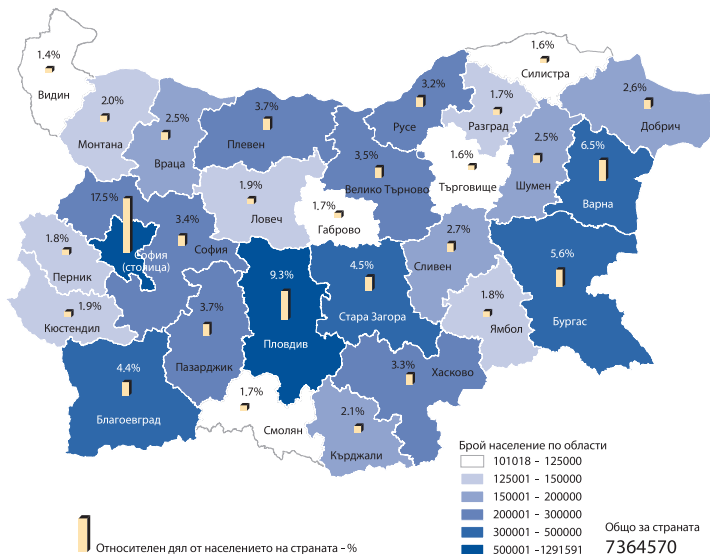 1.4%
Видин
1.6%
Силистра
2.0%
Монтана
2.5%
Враца
3.7%
Плевен
3,2%
Русе
1.7%
Разград
2,6%
Добрич
3,5%
Велико Търново
1.6%
Търговище
2.5%
Шумен
6.5%
Варна
17.5%
София
(столица)
3.4%
София
1.9%
Ловеч
1,7%
Габрово
1.8%
Перник
1.9%
Кюстендил
3.7%
Пазарджик
9.3%
Пловдив
4.5%
Стара Загора
2.7%
Сливен
1.8%
Ямбол
5,6%
Бургас
4.4%
Благоевград
1,7%
Смолян
3.3%
Хасково
2.1%
Кърджали
Брой население по области
101018 – 125000
125001 – 150000
150001 – 200000
200001 – 300000
300001 – 500000
500001 –1291591
Общо за страната
7364570
Относителен дял от населението на страната - %